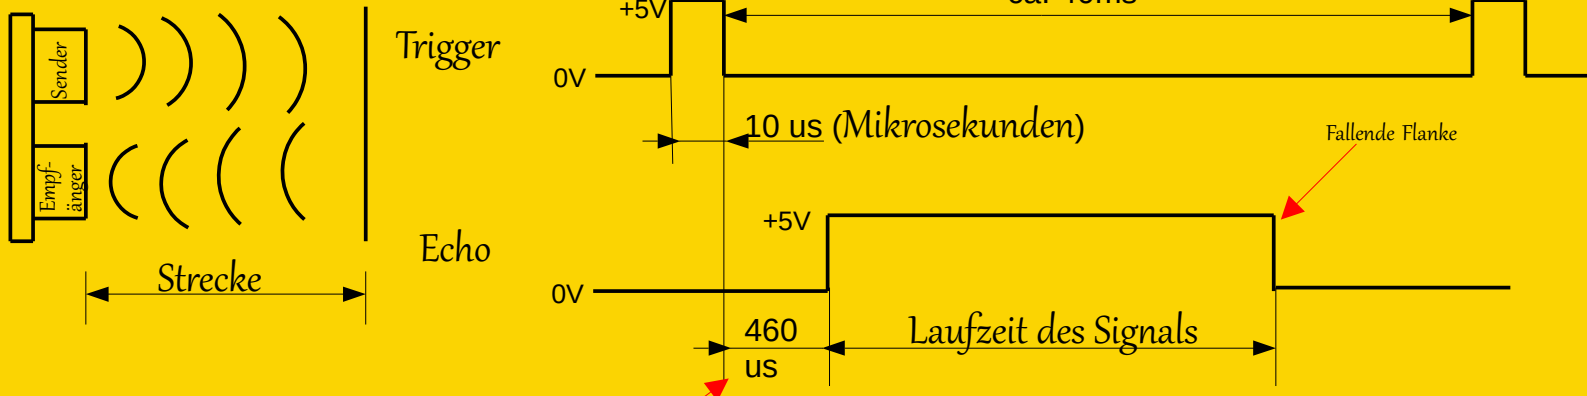 Sender
Empf-
änger
Strecke
Trigger
+5V
0V
10 us (Mikrosekunden)
Fallende Flanke
Echo
+5V
0V
460
us
Laufzeit des Signals